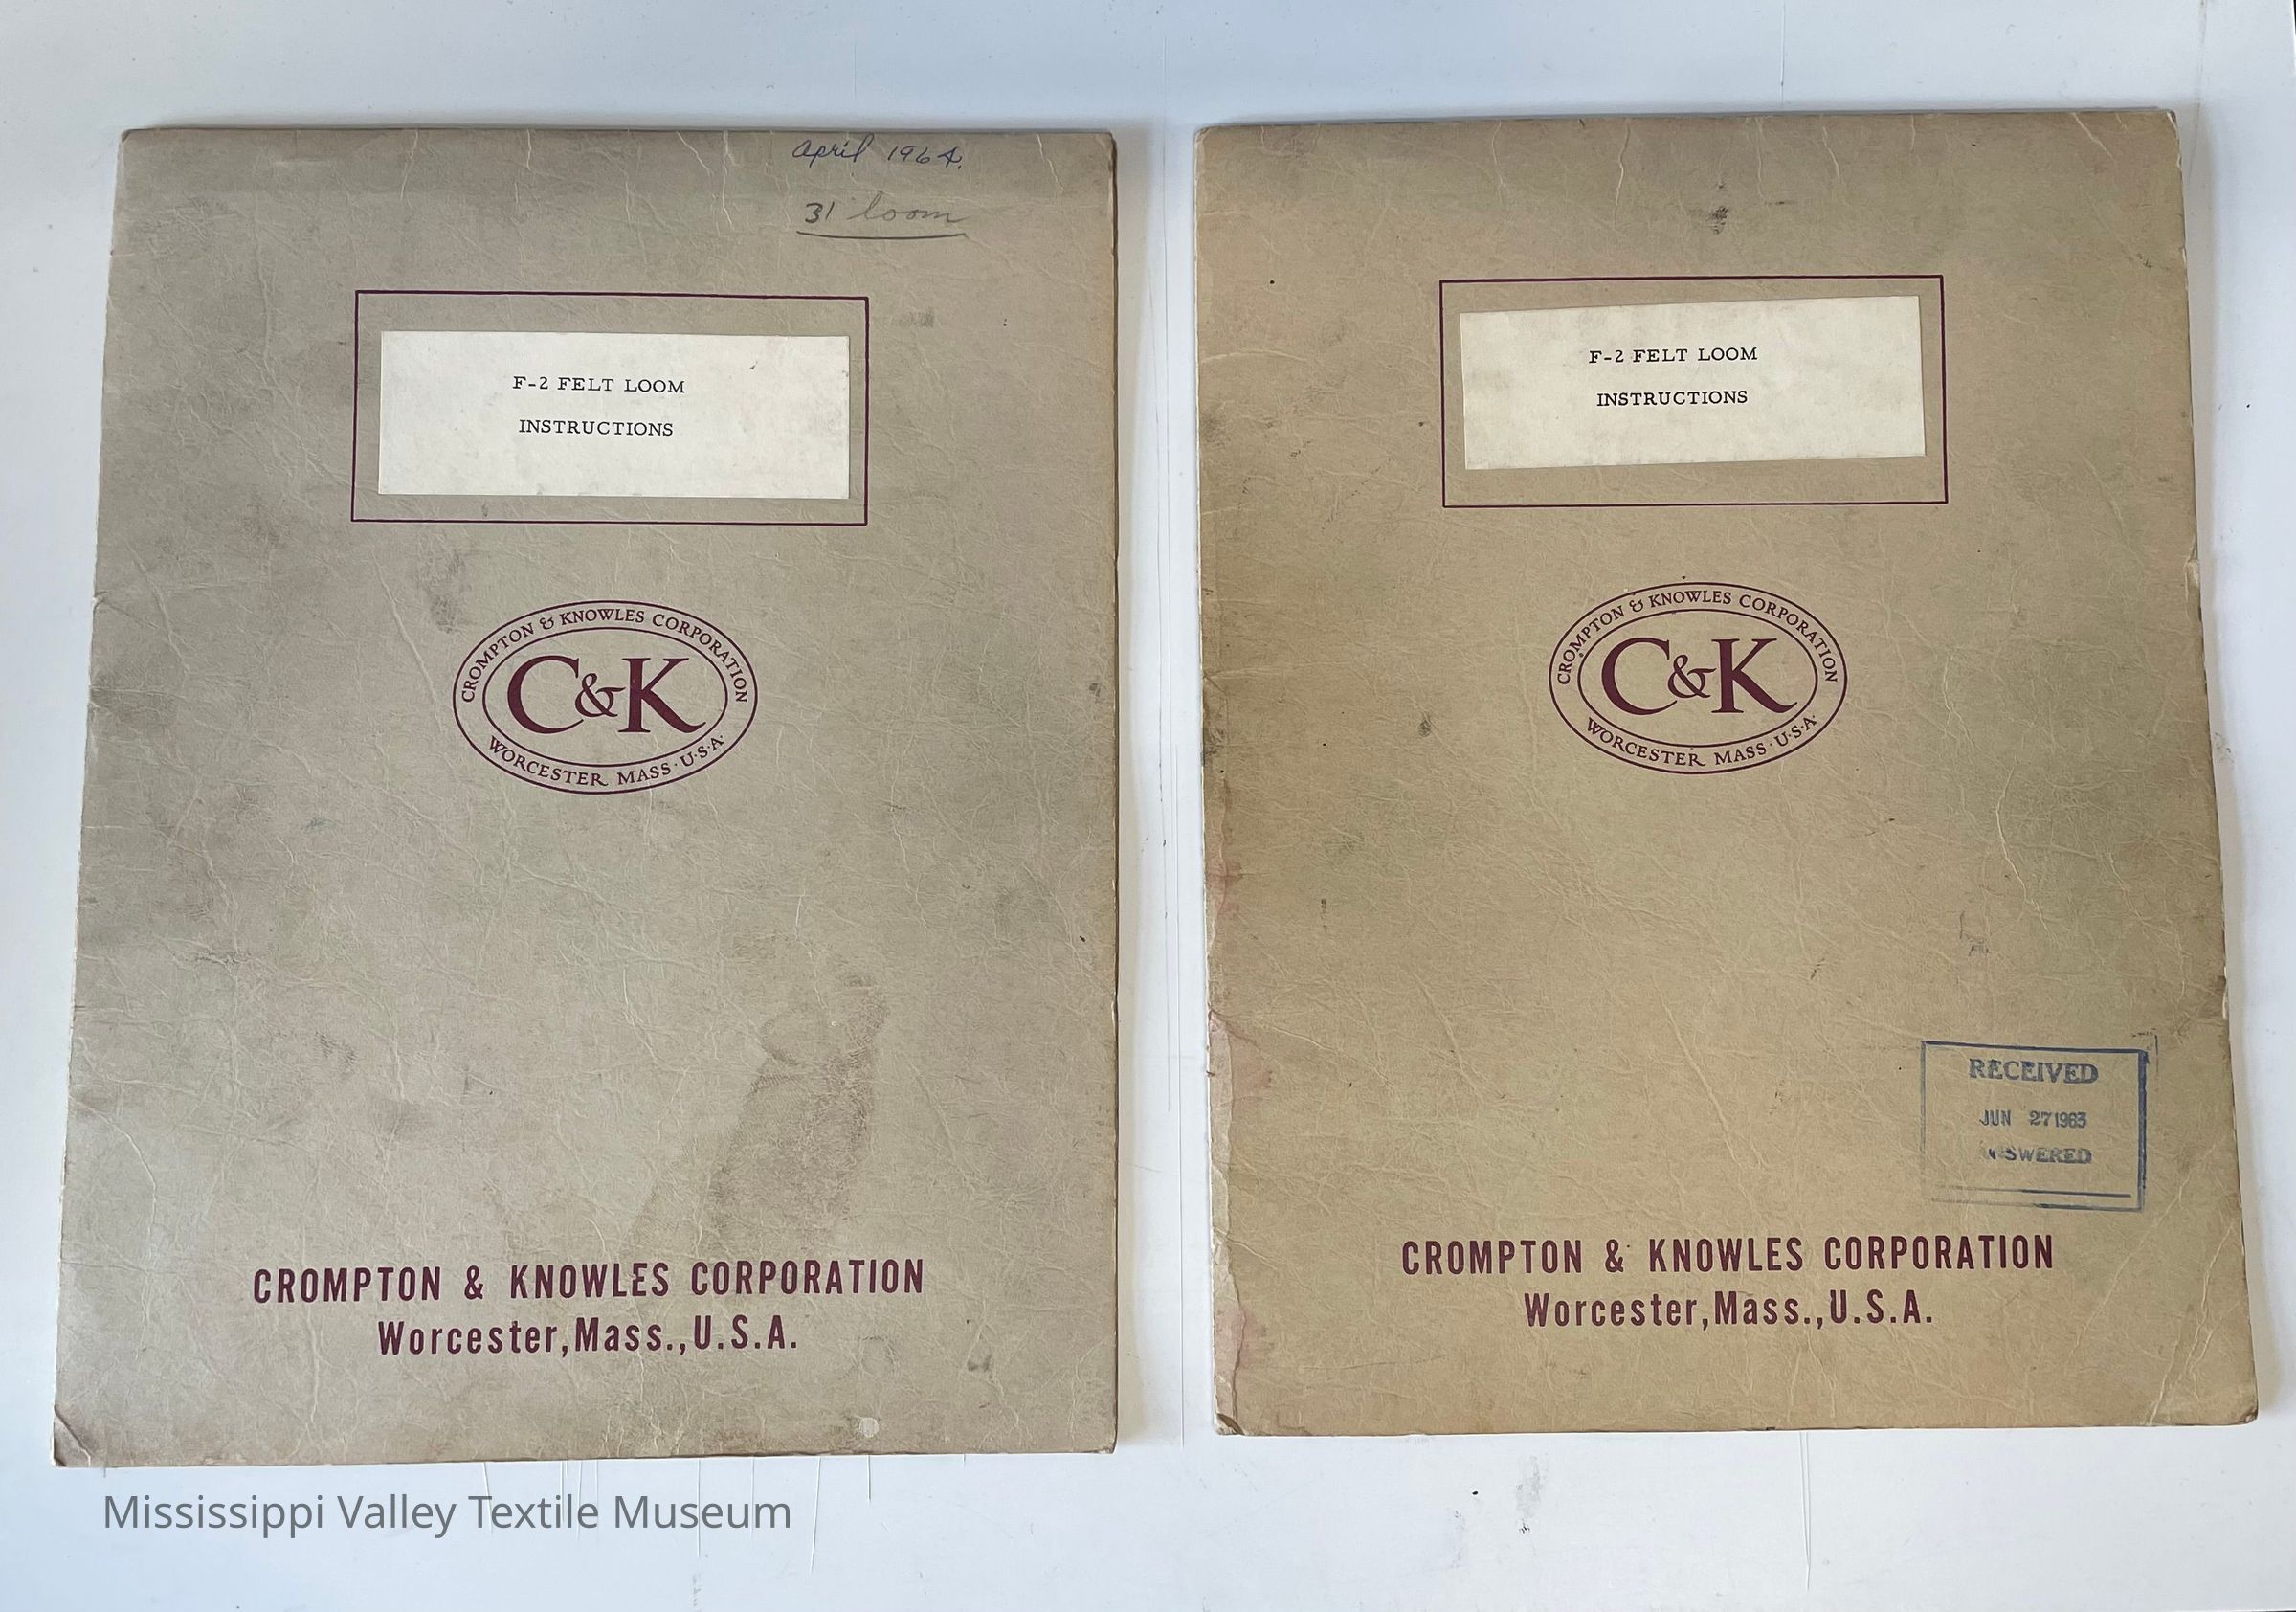 April 1964.
31 loom
F-2 FELT LOOM
INSTRUCTIONS
CROMPTON & KNOWLES CORPORATION
C&K
WORCESTER MASS·U·S·A·
CROMPTON & KNOWLES CORPORATION
Worcester,Mass.,U.S.A.
F-2 FELT LOOM
INSTRUCTIONS
CROMPTON & KNOWLES CORPORATION
C&K
WORCESTER MASS·U·S·A·
RECEIVED
JUN 27 1963
CROMPTON & KNOWLES CORPORATION
Worcester,Mass.,U.S.A.
Mississippi Valley Textile Museum